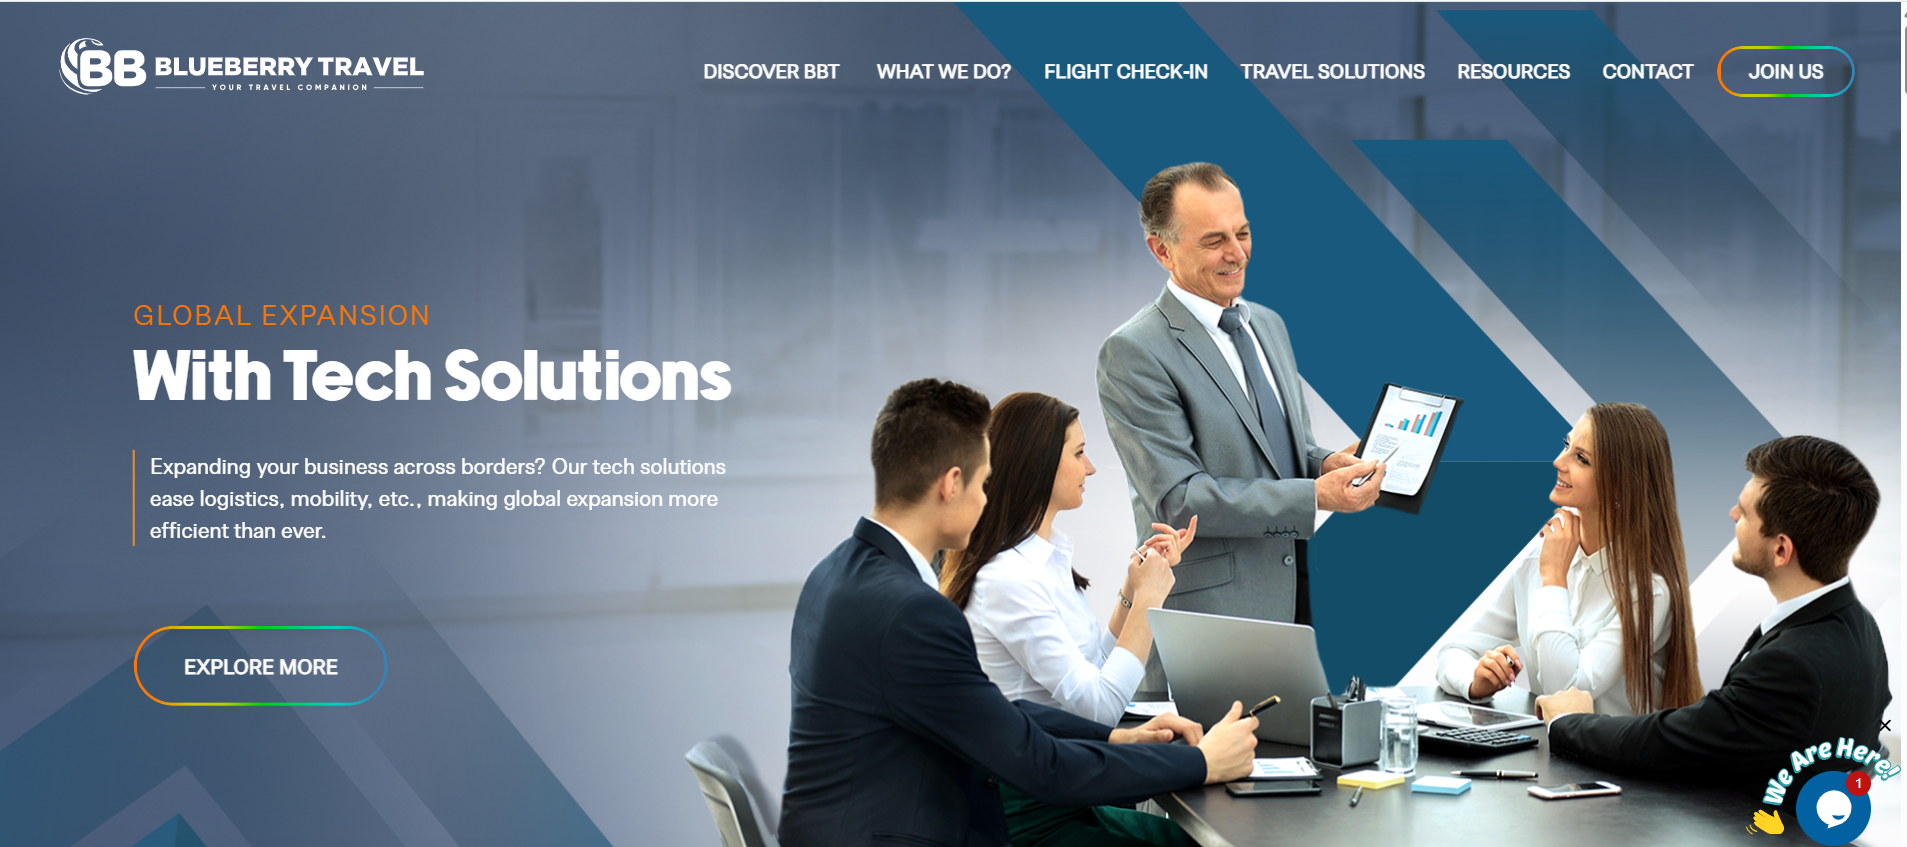 BB BLUEBERRY TRAVEL
YOUR TRAVEL COMPANION
DISCOVER BBT WHAT WE DO? FLIGHT CHECK-IN TRAVEL SOLUTIONS RESOURCES CONTACT JOIN US
GLOBAL EXPANSION
With Tech Solutions
Expanding your business across borders? Our tech solutions
ease logistics, mobility, etc., making global expansion more
efficient than ever.
EXPLORE MORE
We Are Here!
1